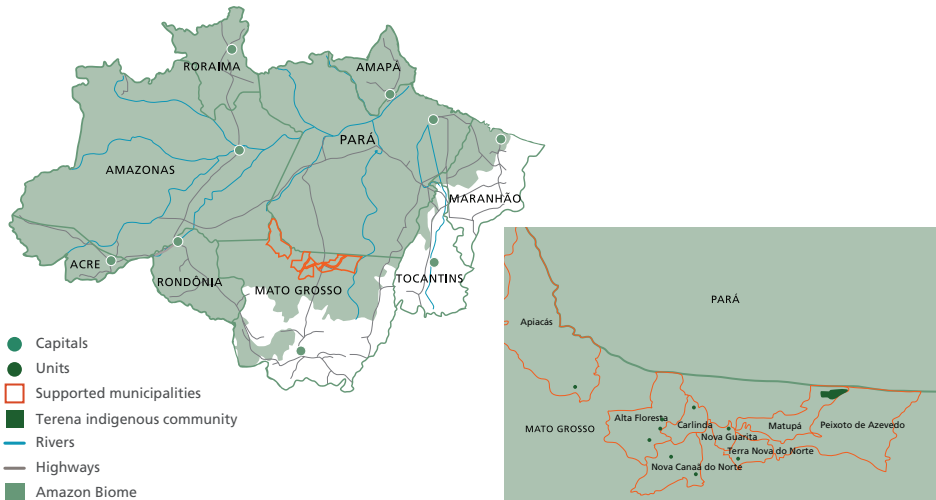 RORAIMA
AMAPÁ
PARÁ
AMAZONAS
MARANHÃO
ACRE
RONDÔNIA
MATO GROSSO
TOCANTINS
Capitals
Units
Supported municipalities
Terena indigenous community
Rivers
Highways
Amazon Biome
PARÁ
Apiacás
MATO GROSSO
Alta Floresta
Carlinda
Nova Guarita
Matupá
Peixoto de Azevedo
Terra Nova do Norte
Nova Canaã do Norte